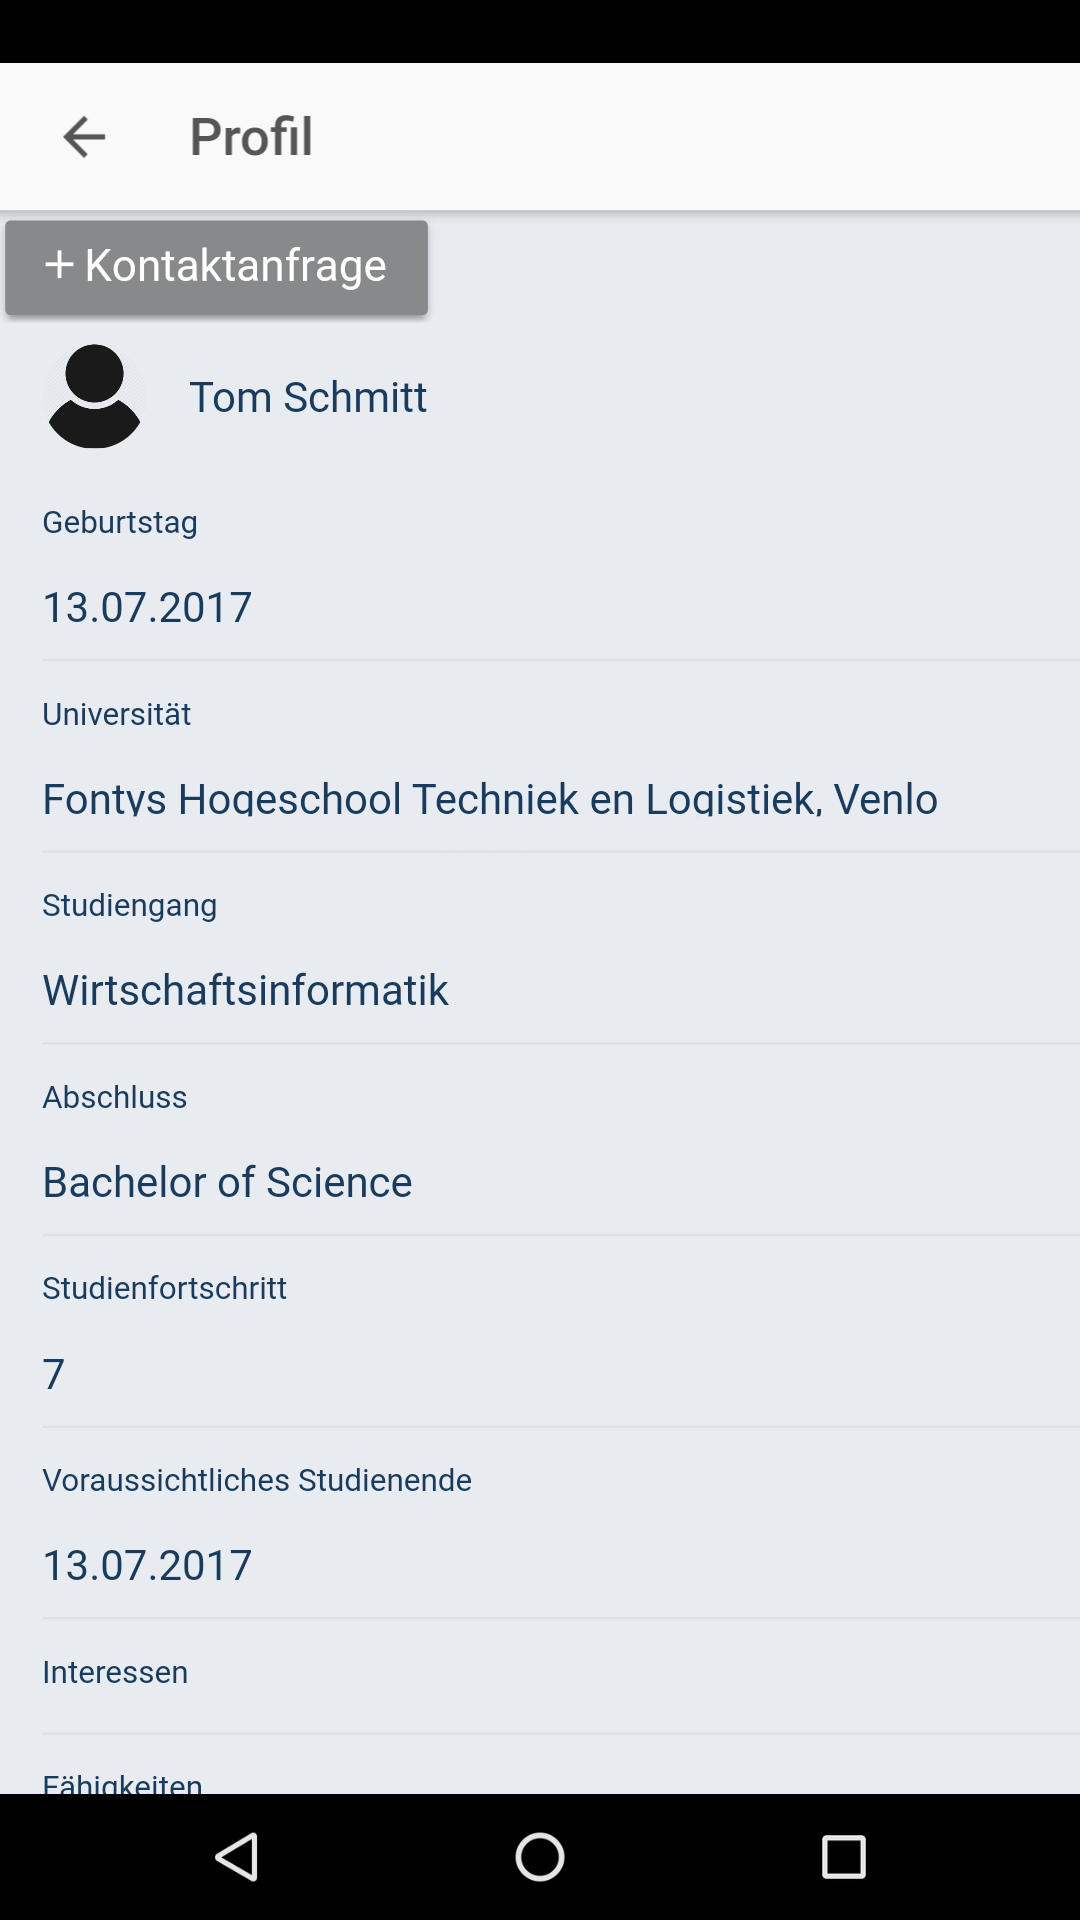 Profil
+ Kontaktanfrage
Tom Schmitt
Geburtstag
13.07.2017
Universität
Fontys Hogeschool Techniek en Logistiek, Venlo
Studiengang
Wirtschaftsinformatik
Abschluss
Bachelor of Science
Studienfortschritt
7
Voraussichtliches Studienende
13.07.2017
Interessen
Fähigkeiten